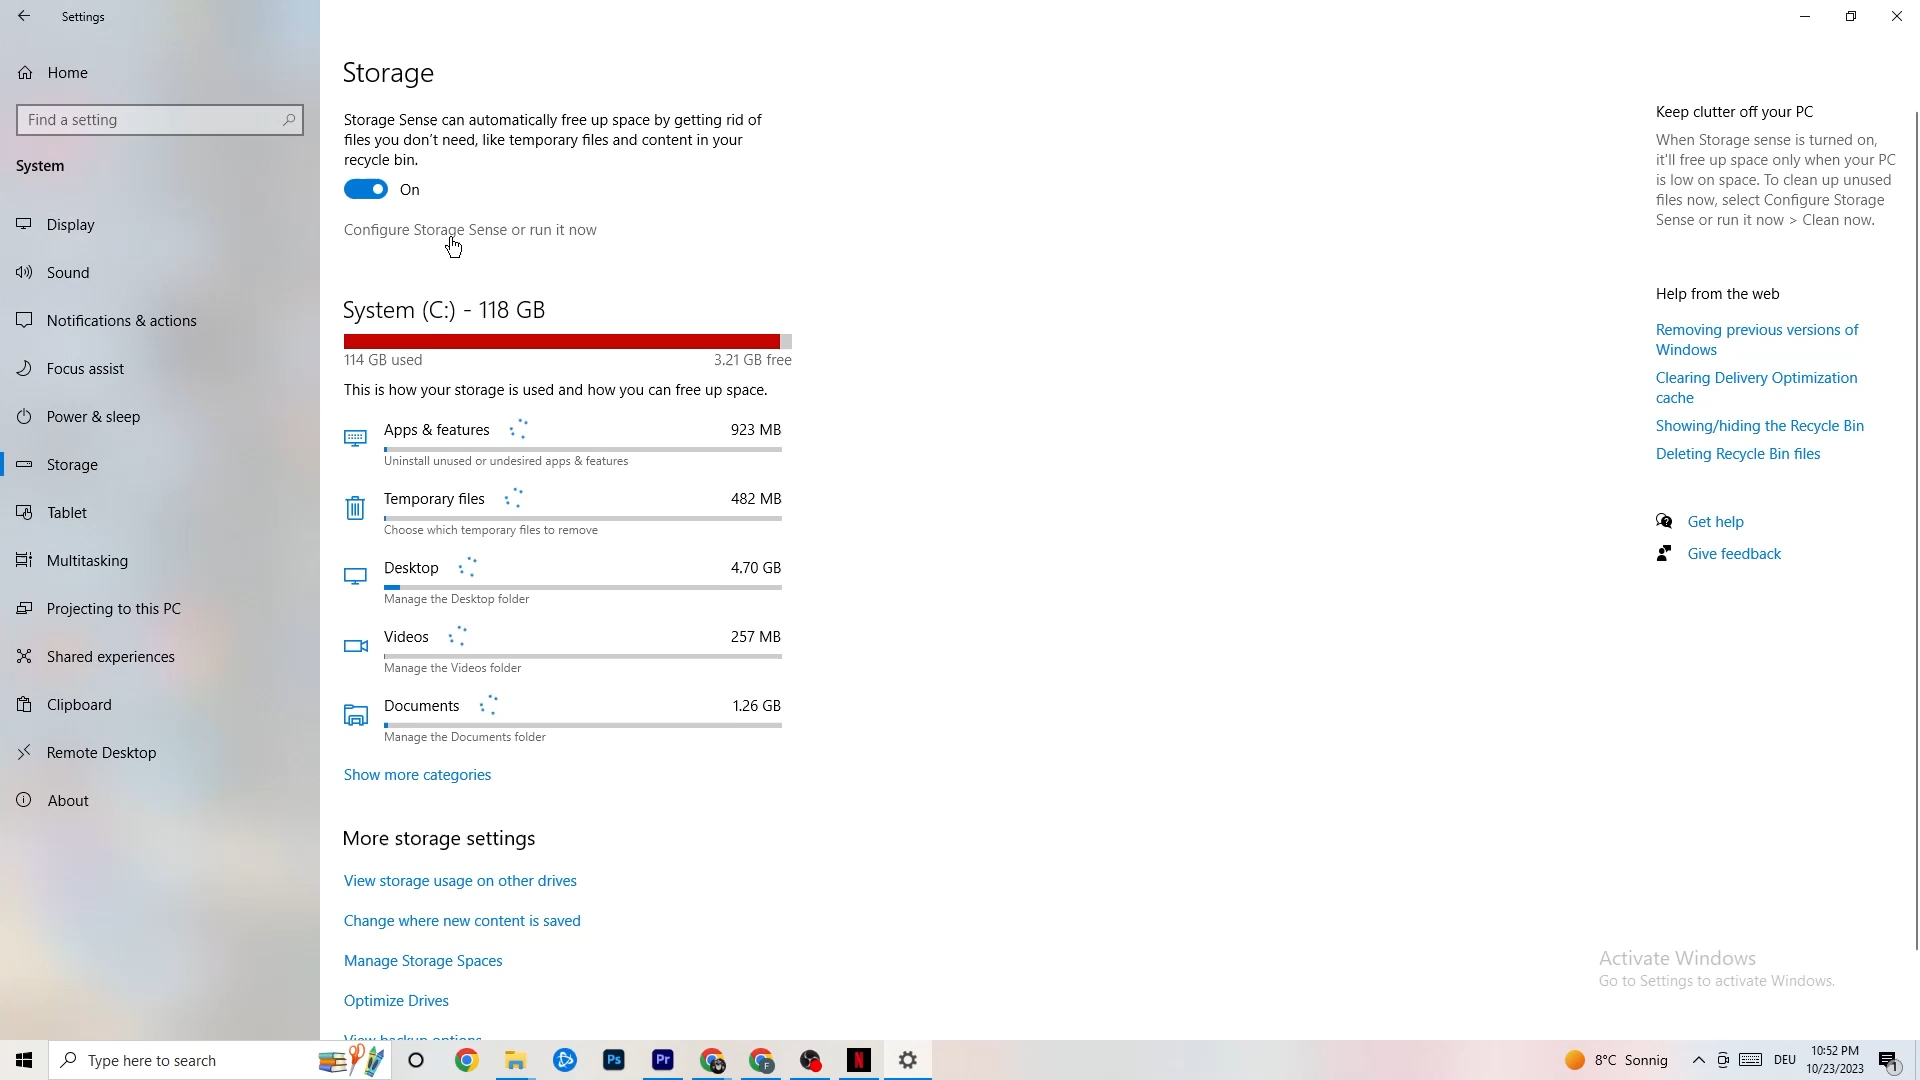 Settings
Home
Find a setting
System
Display
Sound
Notifications & actions
Focus assist
Power & sleep
Storage
Tablet
Multitasking
Projecting to this PC
Shared experiences
Clipboard
Remote Desktop
About
Storage
Storage Sense can automatically free up space by getting rid of
files you don't need, like temporary files and content in your
recycle bin.
On
Configure Storage Sense or run it now
System (C:) - 118 GB
114 GB used 3.21 GB free
This is how your storage is used and how you can free up space.
Apps & features 923 MB
Uninstall unused or undesired apps & features
Temporary files 482 MB
Choose which temporary files to remove
Desktop 4.70 GB
Manage the Desktop folder
Videos 257 MB
Manage the Videos folder
Documents 1.26 GB
Manage the Documents folder
Show more categories
More storage settings
View storage usage on other drives
Change where new content is saved
Manage Storage Spaces
Optimize Drives
View backup options
Keep clutter off your PC
When Storage sense is turned on,
it'll free up space only when your PC
is low on space. To clean up unused
files now, select Configure Storage
Sense or run it now > Clean now.
Help from the web
Removing previous versions of
Windows
Clearing Delivery Optimization
cache
Showing/hiding the Recycle Bin
Deleting Recycle Bin files
Get help
Give feedback
Activate Windows
Go to Settings to activate Windows.
Type here to search
Ps
Pr
F
N
8°C Sonnig
DEU
10:52 PM
10/23/2023
1